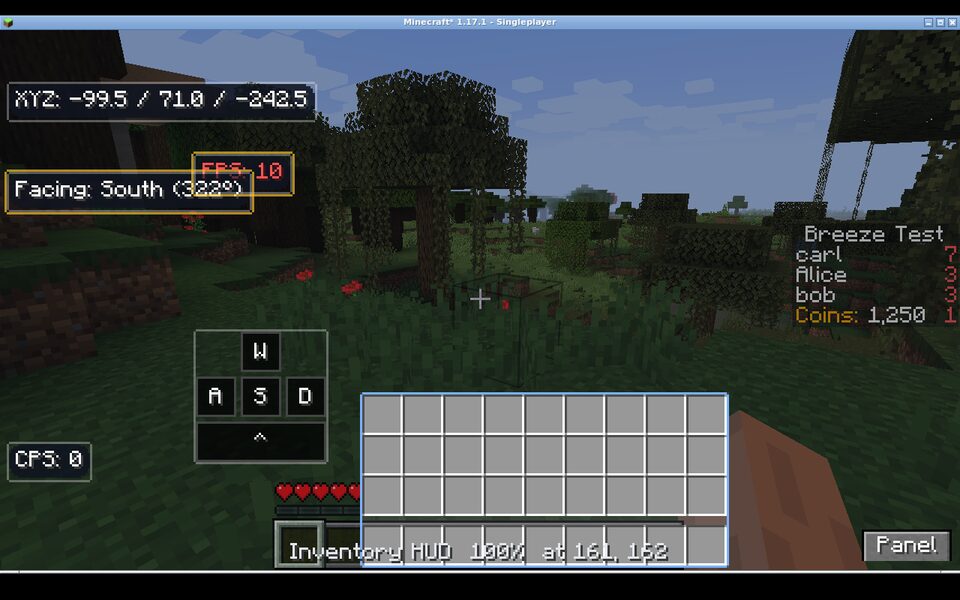 Minecraft* 1.17.1 - Singleplayer
XYZ: -99.5 / 71.0 / -242.5
FPS: 10
Facing: South (322°)
Breeze Test
carl 7
Alice 3
bob 3
Coins: 1,250 1
W
A S D
^
CPS: 0
Inventory HUD 100% at 161, 162
Panel